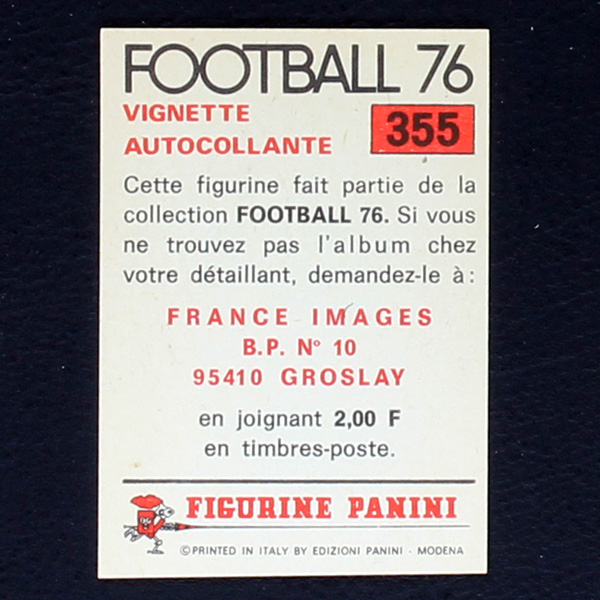 FOOTBALL 76
VIGNETTE
AUTOCOLLANTE
355
Cette figurine fait partie de la
collection FOOTBALL 76. Si vous
ne trouvez pas l'album chez
votre détaillant, demandez-le à :
FRANCE IMAGES
B.P. N° 10
95410 GROSLAY
en joignant 2,00 F
en timbres-poste.
FIGURINE PANINI
© PRINTED IN ITALY BY EDIZIONI PANINI - MODENA